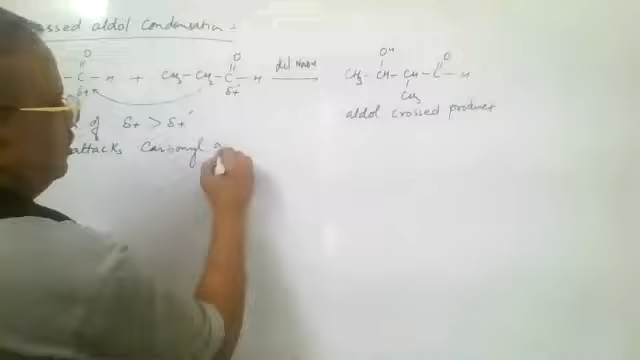 ossed aldol Condensation :-
O O OH O
- C - H + CH3 - CH2 - C - H dil NaOH CH3 - CH - CH - C - H
δ+ δ+' CH3
aldol crossed product
of δ+ > δ+'
attacks Carbonyl